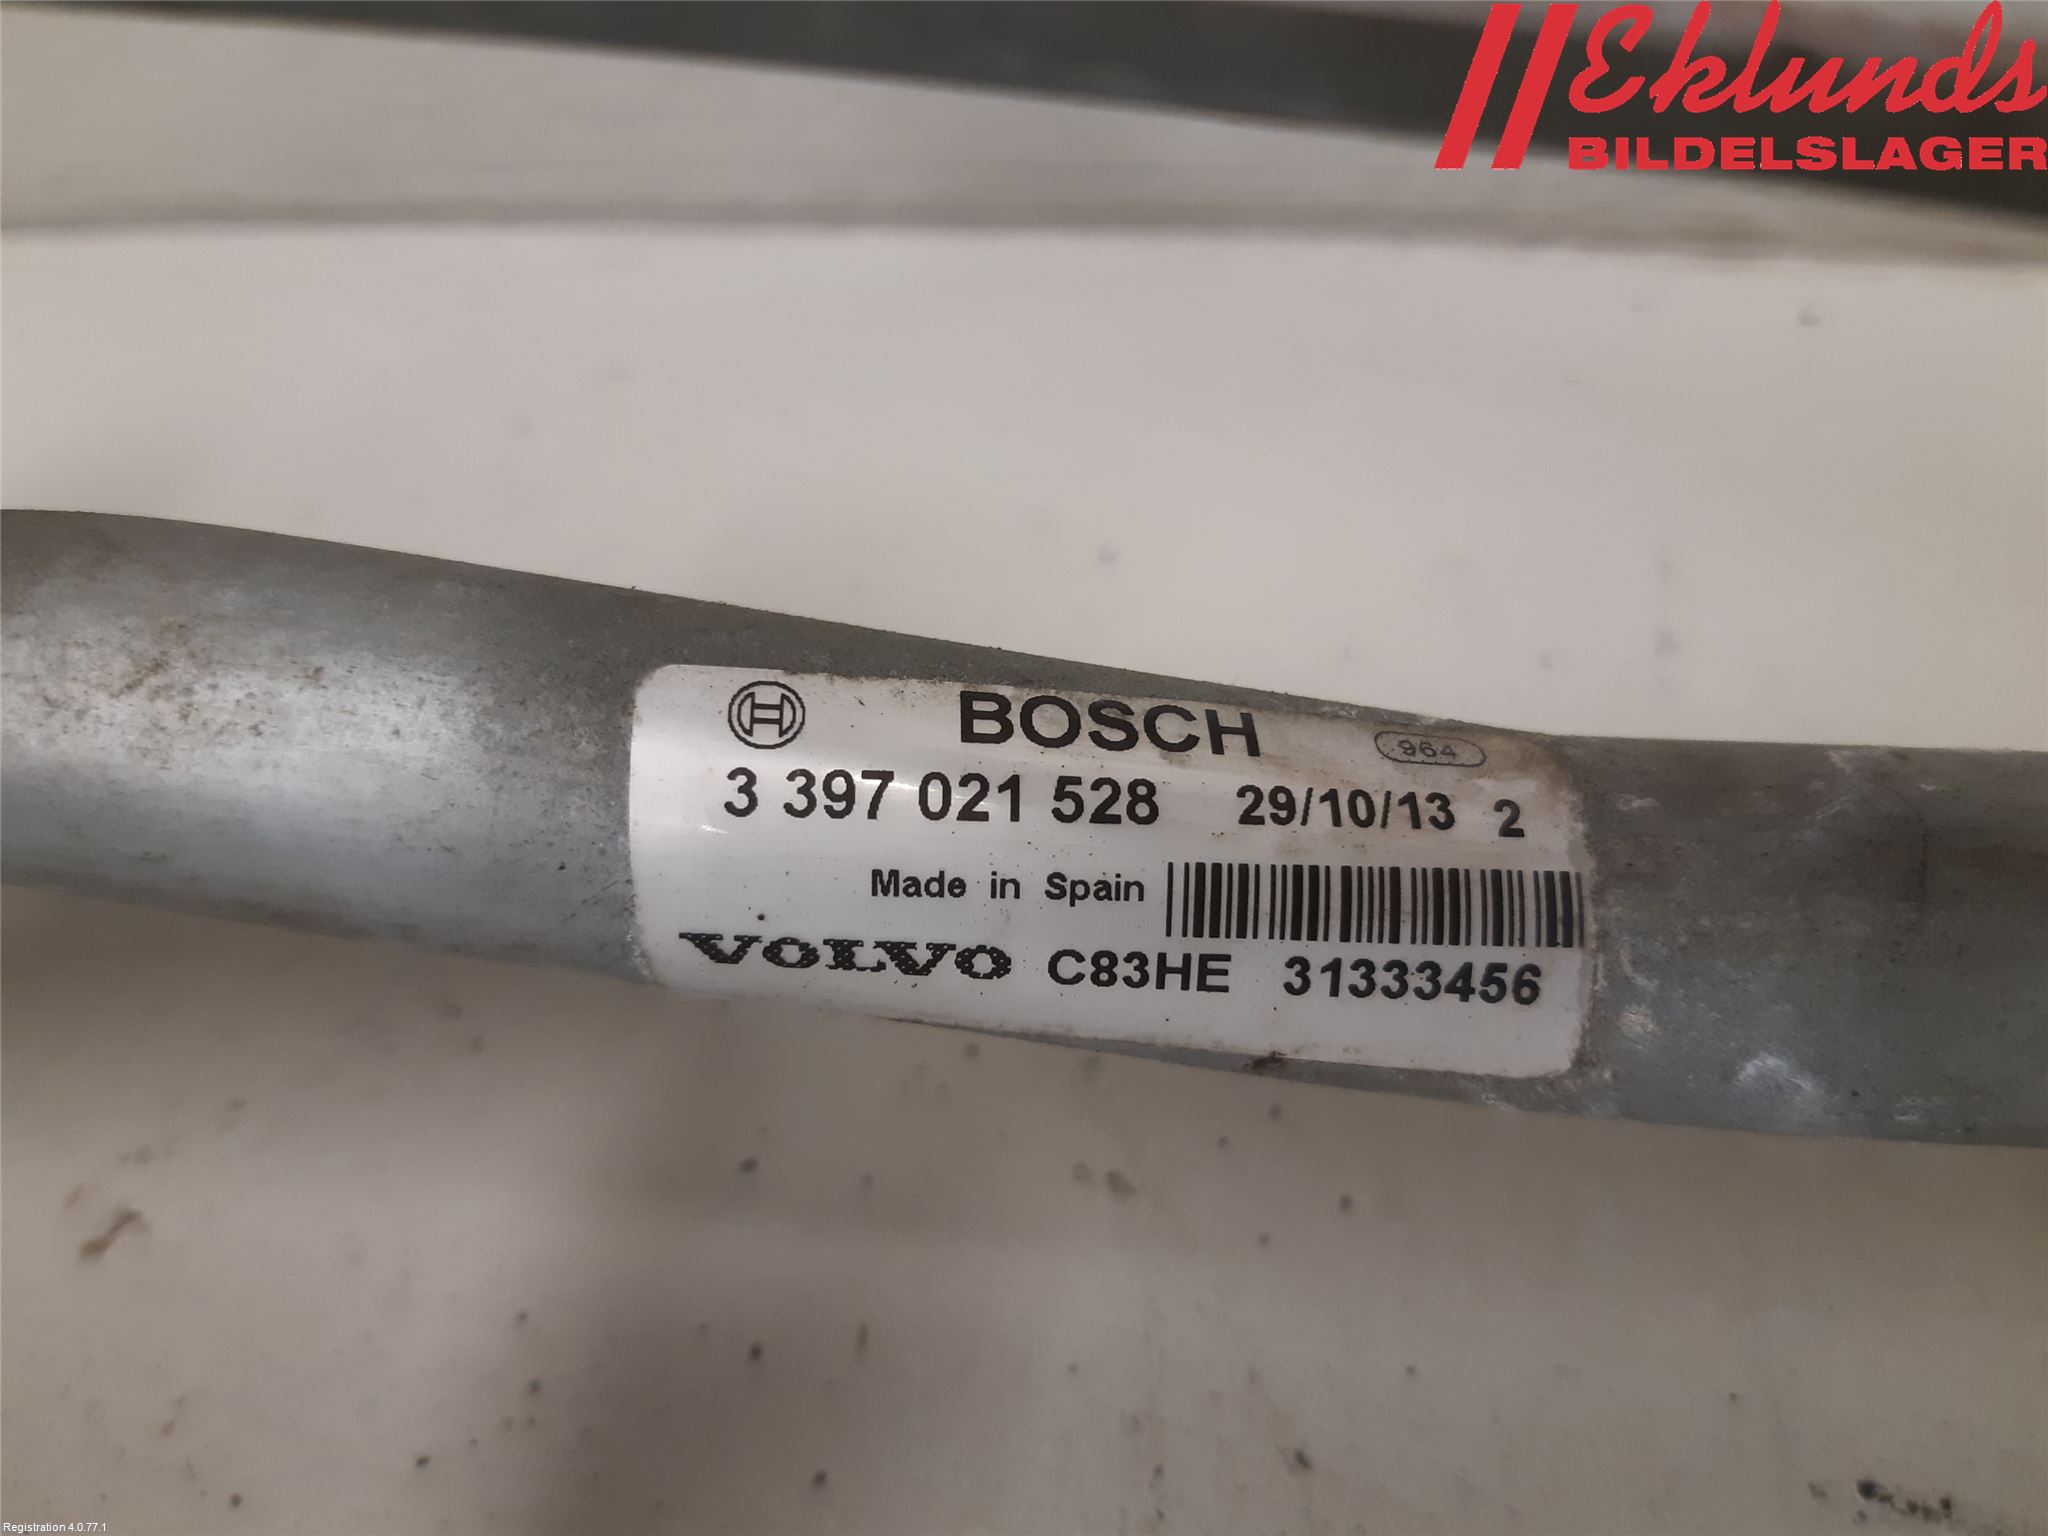 Eklunds
BILDELSLAGER
BOSCH 964
3 397 021 528 29/10/13 2
Made in Spain
VOLVO C83HE 31333456
Registration 4.0.77.1